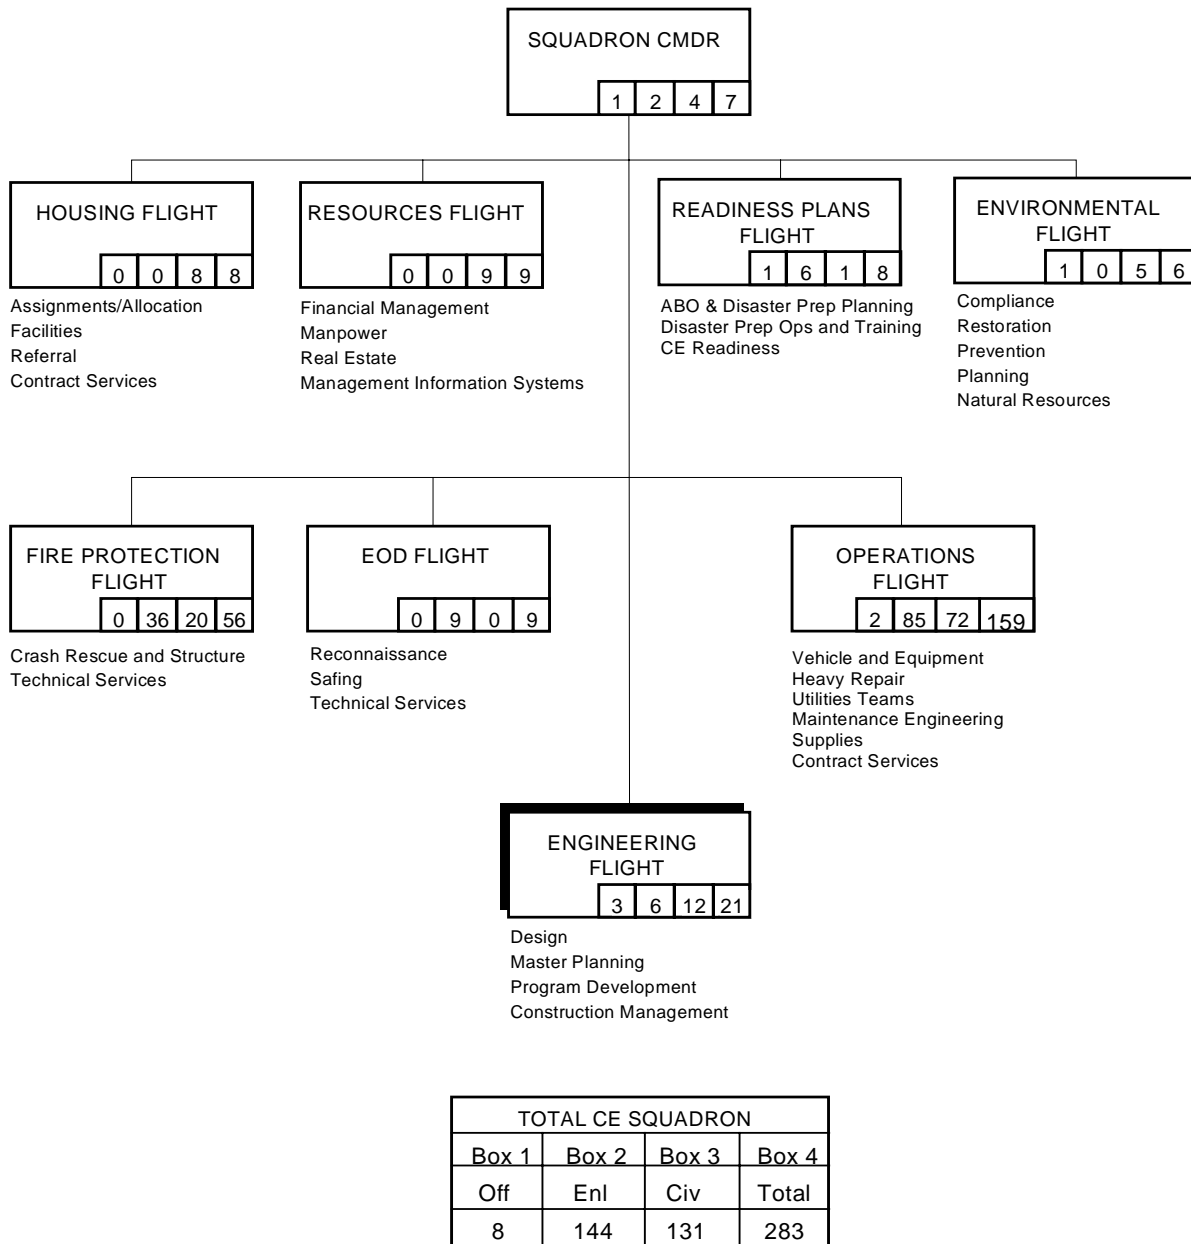 SQUADRON CMDR
1 2 4 7
HOUSING FLIGHT
0 0 8 8
Assignments/Allocation
Facilities
Referral
Contract Services
RESOURCES FLIGHT
0 0 9 9
Financial Management
Manpower
Real Estate
Management Information Systems
READINESS PLANS
FLIGHT
1 6 1 8
ABO & Disaster Prep Planning
Disaster Prep Ops and Training
CE Readiness
ENVIRONMENTAL
FLIGHT
1 0 5 6
Compliance
Restoration
Prevention
Planning
Natural Resources
FIRE PROTECTION
FLIGHT
0 36 20 56
Crash Rescue and Structure
Technical Services
EOD FLIGHT
0 9 0 9
Reconnaissance
Safing
Technical Services
OPERATIONS
FLIGHT
2 85 72 159
Vehicle and Equipment
Heavy Repair
Utilities Teams
Maintenance Engineering
Supplies
Contract Services
ENGINEERING
FLIGHT
3 6 12 21
Design
Master Planning
Program Development
Construction Management
TOTAL CE SQUADRON
Box 1 Box 2 Box 3 Box 4
Off Enl Civ Total
8 144 131 283